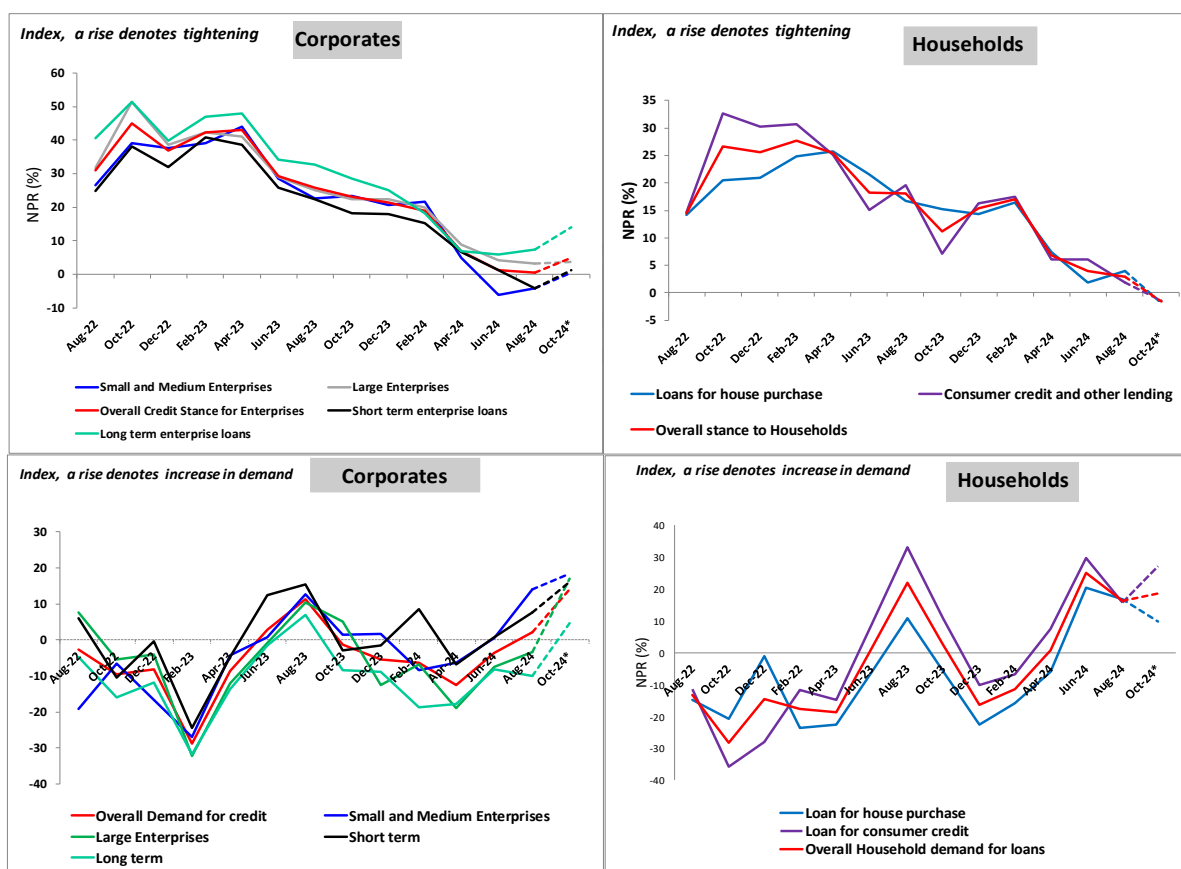 Index, a rise denotes tightening
Corporates
NPR (%)
60
50
40
30
20
10
0
-10
Aug-22 Oct-22 Dec-22 Feb-23 Apr-23 Jun-23 Aug-23 Oct-23 Dec-23 Feb-24 Apr-24 Jun-24 Aug-24 Oct-24*
Small and Medium Enterprises Large Enterprises
Overall Credit Stance for Enterprises Short term enterprise loans
Long term enterprise loans
Index, a rise denotes tightening
Households
NPR (%)
35
30
25
20
15
10
5
0
-5
Aug-22 Oct-22 Dec-22 Feb-23 Apr-23 Jun-23 Aug-23 Oct-23 Dec-23 Feb-24 Apr-24 Jun-24 Aug-24 Oct-24*
Loans for house purchase Consumer credit and other lending
Overall stance to Households
Index, a rise denotes increase in demand
Corporates
30
20
10
0
-10
-20
-30
-40
Aug-22 Oct-22 Dec-22 Feb-23 Apr-23 Jun-23 Aug-23 Oct-23 Dec-23 Feb-24 Apr-24 Jun-24 Aug-24 Oct-24*
Overall Demand for credit Small and Medium Enterprises
Large Enterprises Short term
Long term
Index, a rise denotes increase in demand
Households
NPR (%)
40
30
20
10
0
-10
-20
-30
-40
Aug-22 Oct-22 Dec-22 Feb-22 Apr-23 Jun-23 Aug-23 Oct-23 Dec-23 Feb-24 Apr-24 Jun-24 Aug-24 Oct-24*
Loan for house purchase
Loan for consumer credit
Overall Household demand for loans